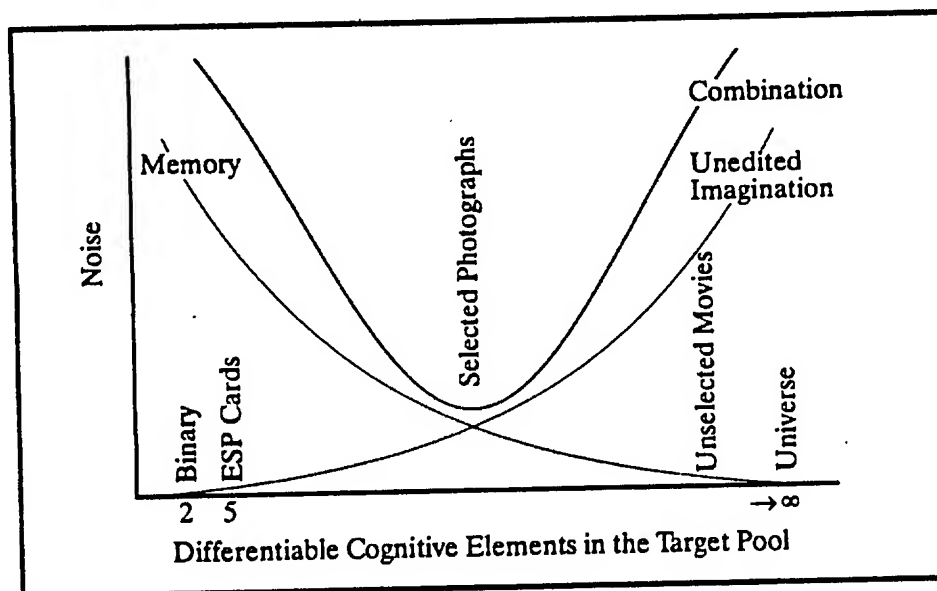 Combination
Memory
Unedited
Imagination
Noise
Selected Photographs
Binary
ESP Cards
Unselected Movies
Universe
2
5
→∞
Differentiable Cognitive Elements in the Target Pool